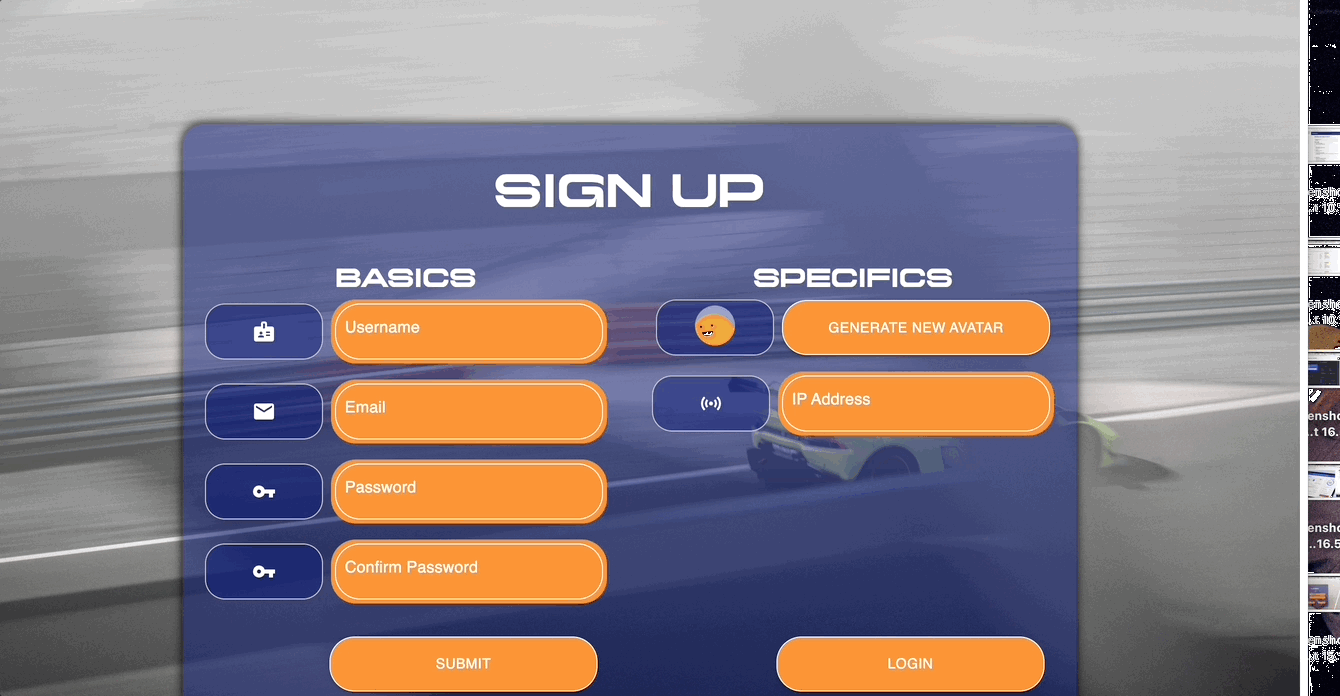 SIGN UP
BASICS
SPECIFICS
Username
GENERATE NEW AVATAR
Email
IP Address
Password
Confirm Password
SUBMIT
LOGIN